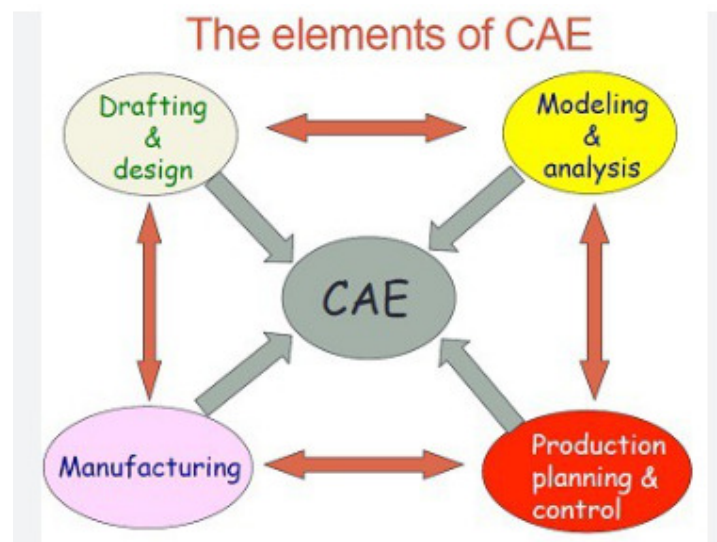 The elements of CAE
Drafting
&
design
Modeling
&
analysis
CAE
Manufacturing
Production
planning &
control